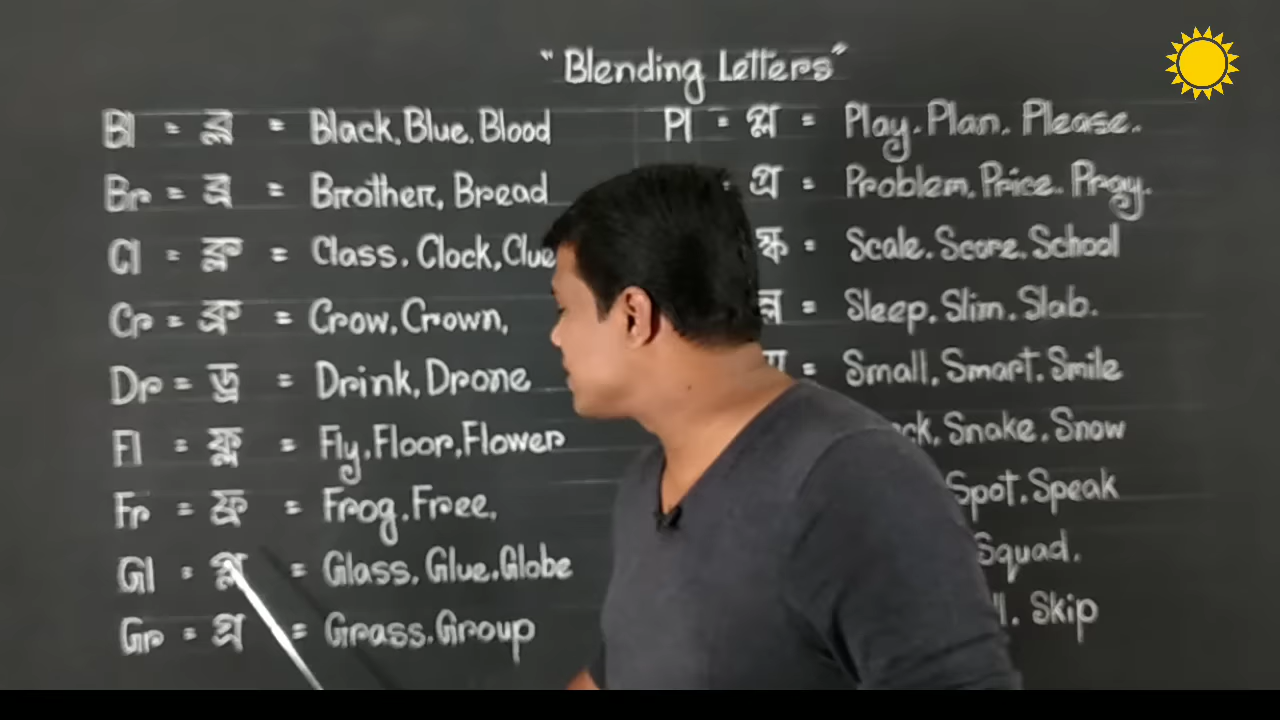 "Blending Letters"
Bl = ব্ল = Black, Blue, Blood
Br = ব্র = Brother, Bread
Cl = ক্ল = Class, Clock, Clue
Cr = ক্র = Crow, Crown,
Dr = ড্র = Drink, Drone
Fl = ফ্ল = Fly, Floor, Flower
Fr = ফ্র = Frog, Free,
Gl = গ্ল = Glass, Glue, Globe
Gr = গ্র = Grass, Group
Pl = প্ল = Play, Plan, Please.
প্র = Problem, Price, Pray.
স্ক = Scale, Score, School
= Sleep, Slim, Slab.
= Small, Smart, Smile
Snake, Snow
Spot, Speak
Squad.
Skip